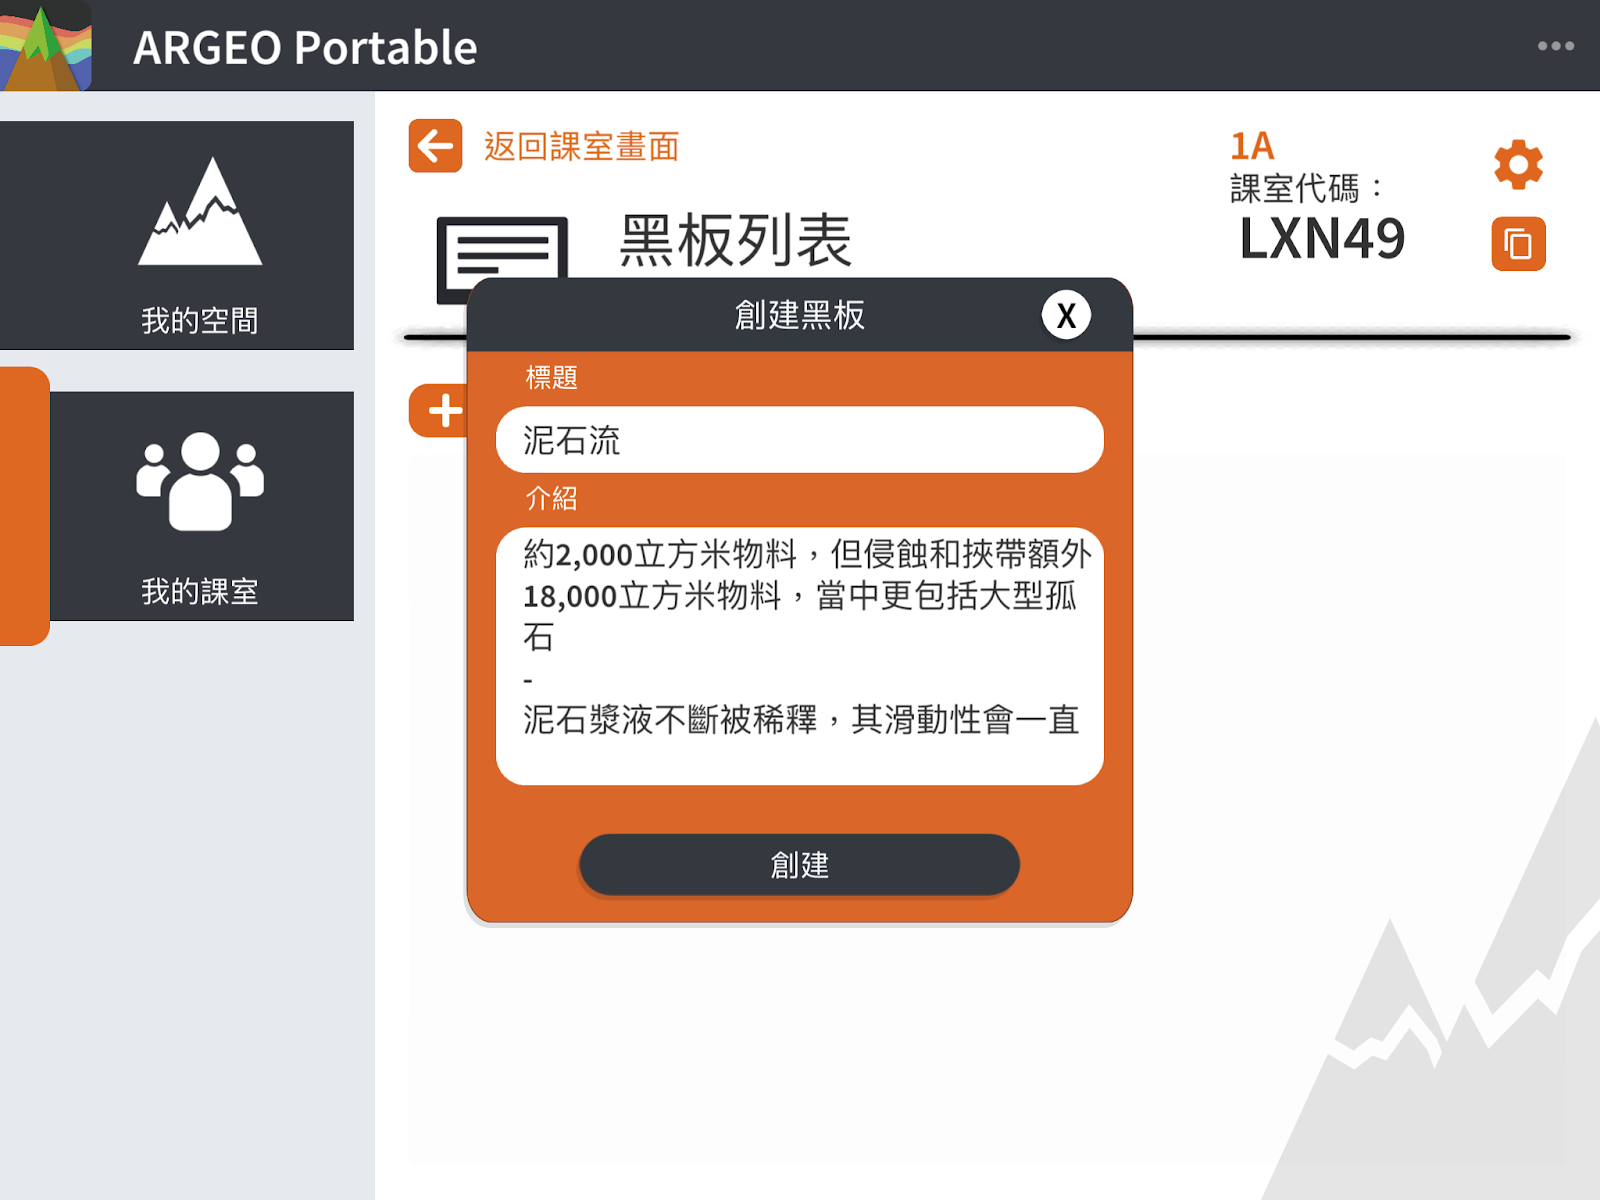 ARGEO Portable
我的空間
我的課室
返回課室畫面
黑板列表
1A
課室代碼：
LXN49
創建黑板
X
標題
泥石流
介紹
約2,000立方米物料，但侵蝕和挾帶額外
18,000立方米物料，當中更包括大型孤
石
-
泥石漿液不斷被稀釋，其滑動性會一直
創建